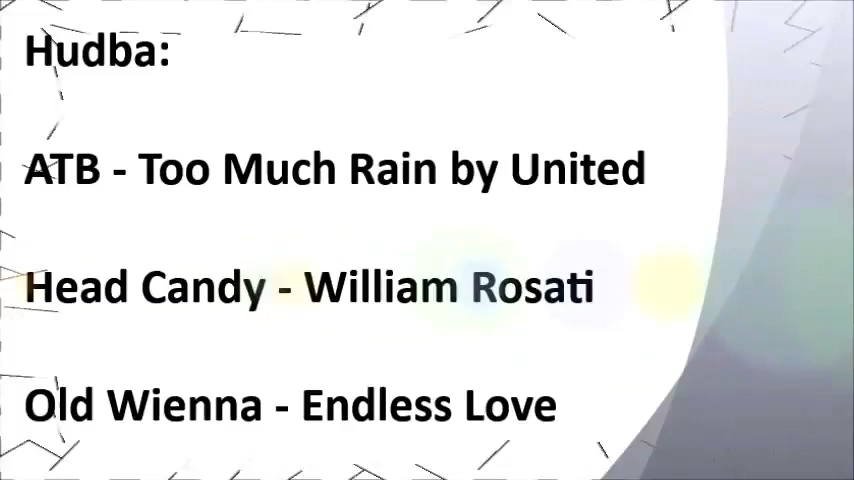 Hudba:
ATB - Too Much Rain by United
Head Candy - William Rosati
Old Wienna - Endless Love